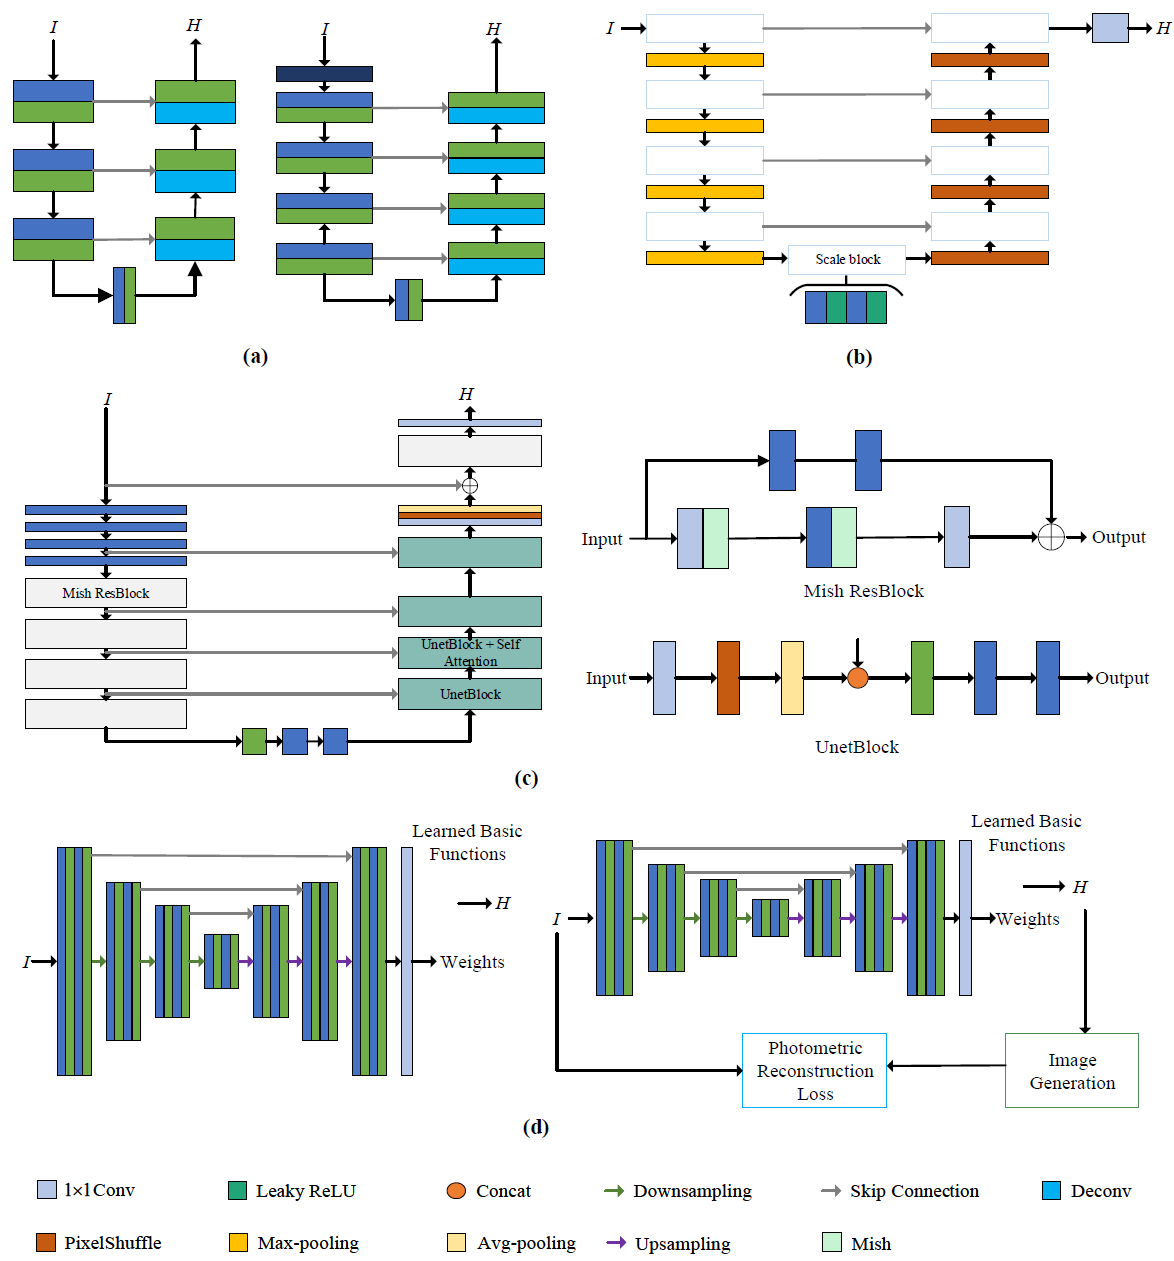 I
H
I
H
(a)
I
H
Scale block
(b)
I
H
Mish ResBlock
UnetBlock + Self
Attention
UnetBlock
Input
Output
Mish ResBlock
Input
Output
UnetBlock
(c)
Learned Basic
Functions
H
I
Weights
Learned Basic
Functions
H
I
Weights
Photometric
Reconstruction
Loss
Image
Generation
(d)
1×1Conv
Leaky ReLU
Concat
Downsampling
Skip Connection
Deconv
PixelShuffle
Max-pooling
Avg-pooling
Upsampling
Mish